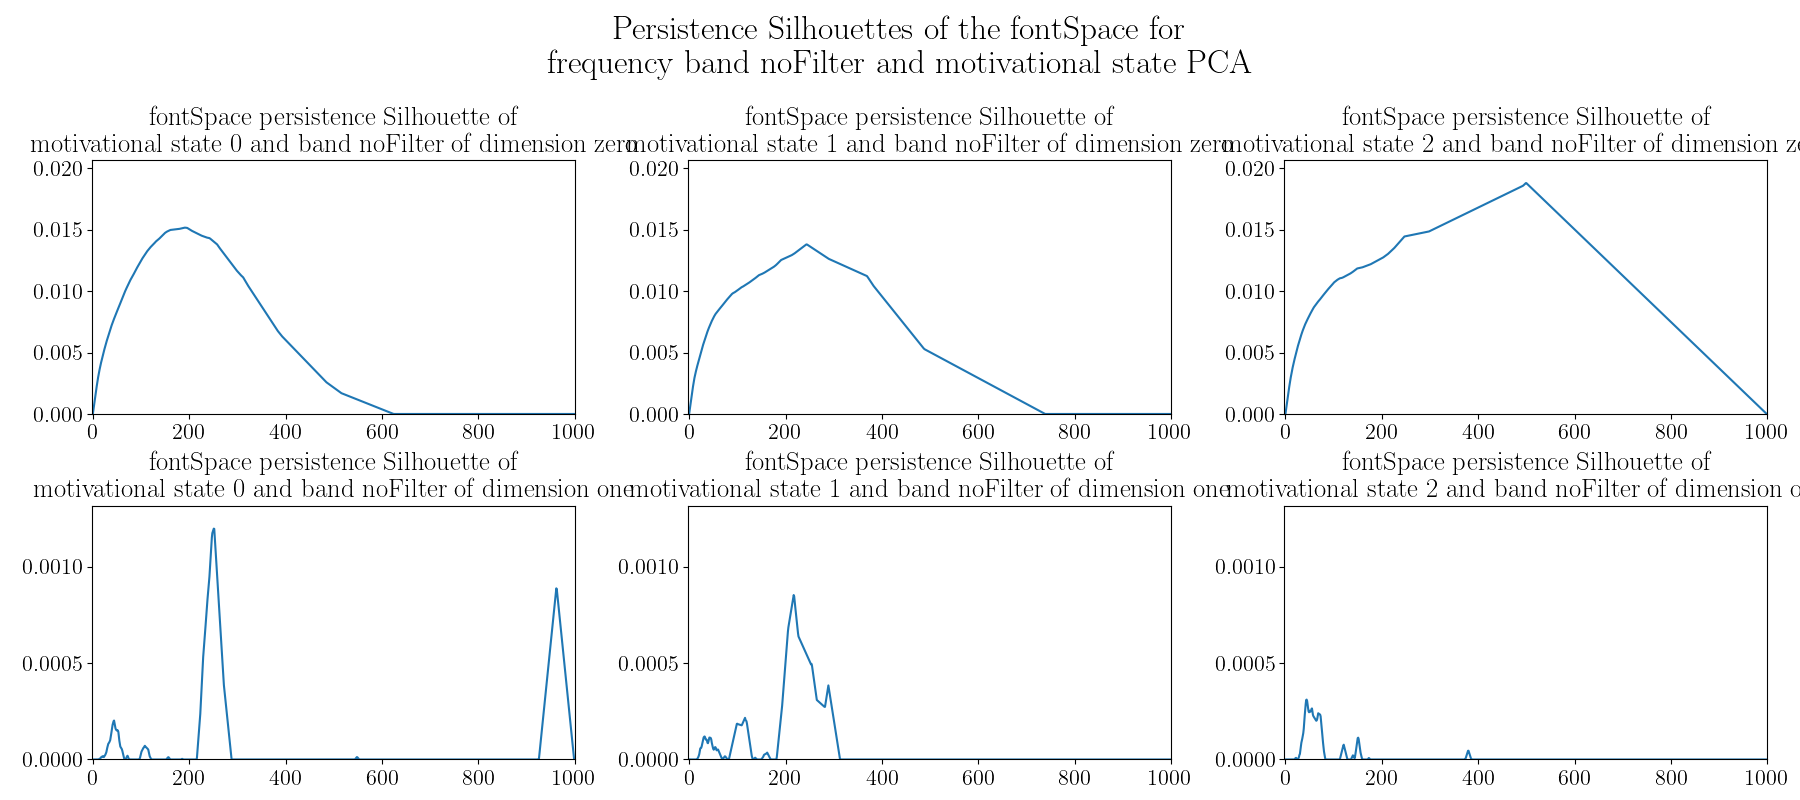 Persistence Silhouettes of the fontSpace for
frequency band noFilter and motivational state PCA
fontSpace persistence Silhouette of
motivational state 0 and band noFilter of dimension zero
fontSpace persistence Silhouette of
motivational state 1 and band noFilter of dimension zero
fontSpace persistence Silhouette of
motivational state 2 and band noFilter of dimension ze
0.020
0.015
0.010
0.005
0.000
0 200 400 600 800 1000
0.020
0.015
0.010
0.005
0.000
0 200 400 600 800 1000
0.020
0.015
0.010
0.005
0.000
0 200 400 600 800 1000
fontSpace persistence Silhouette of
motivational state 0 and band noFilter of dimension one
fontSpace persistence Silhouette of
motivational state 1 and band noFilter of dimension one
fontSpace persistence Silhouette of
motivational state 2 and band noFilter of dimension o
0.0010
0.0005
0.0000
0 200 400 600 800 1000
0.0010
0.0005
0.0000
0 200 400 600 800 1000
0.0010
0.0005
0.0000
0 200 400 600 800 1000